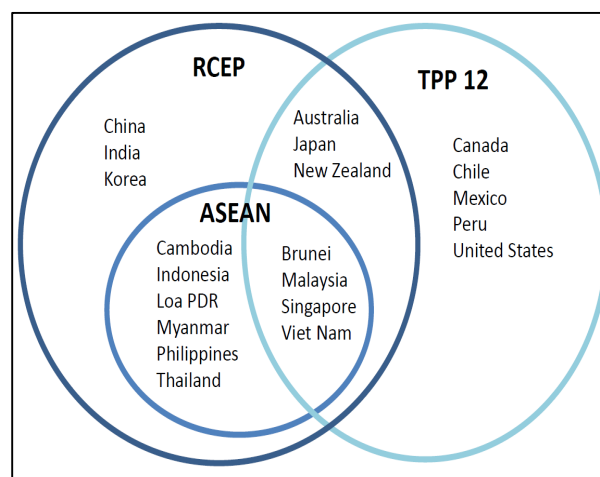 RCEP
TPP 12
China
India
Korea
Australia
Japan
New Zealand
Canada
Chile
Mexico
Peru
United States
ASEAN
Cambodia
Indonesia
Loa PDR
Myanmar
Philippines
Thailand
Brunei
Malaysia
Singapore
Viet Nam